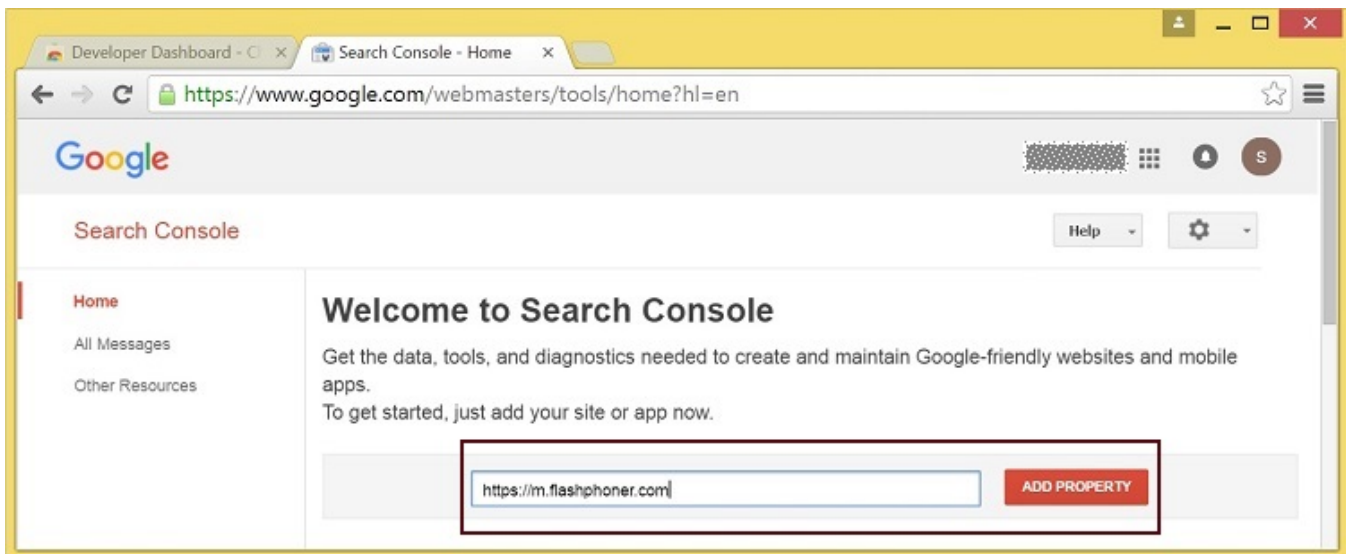 Developer Dashboard - C
Search Console - Home
https://www.google.com/webmasters/tools/home?hl=en
Google
S
Search Console
Help
Home
All Messages
Other Resources
Welcome to Search Console
Get the data, tools, and diagnostics needed to create and maintain Google-friendly websites and mobile
apps.
To get started, just add your site or app now.
https://m.flashphoner.com
ADD PROPERTY